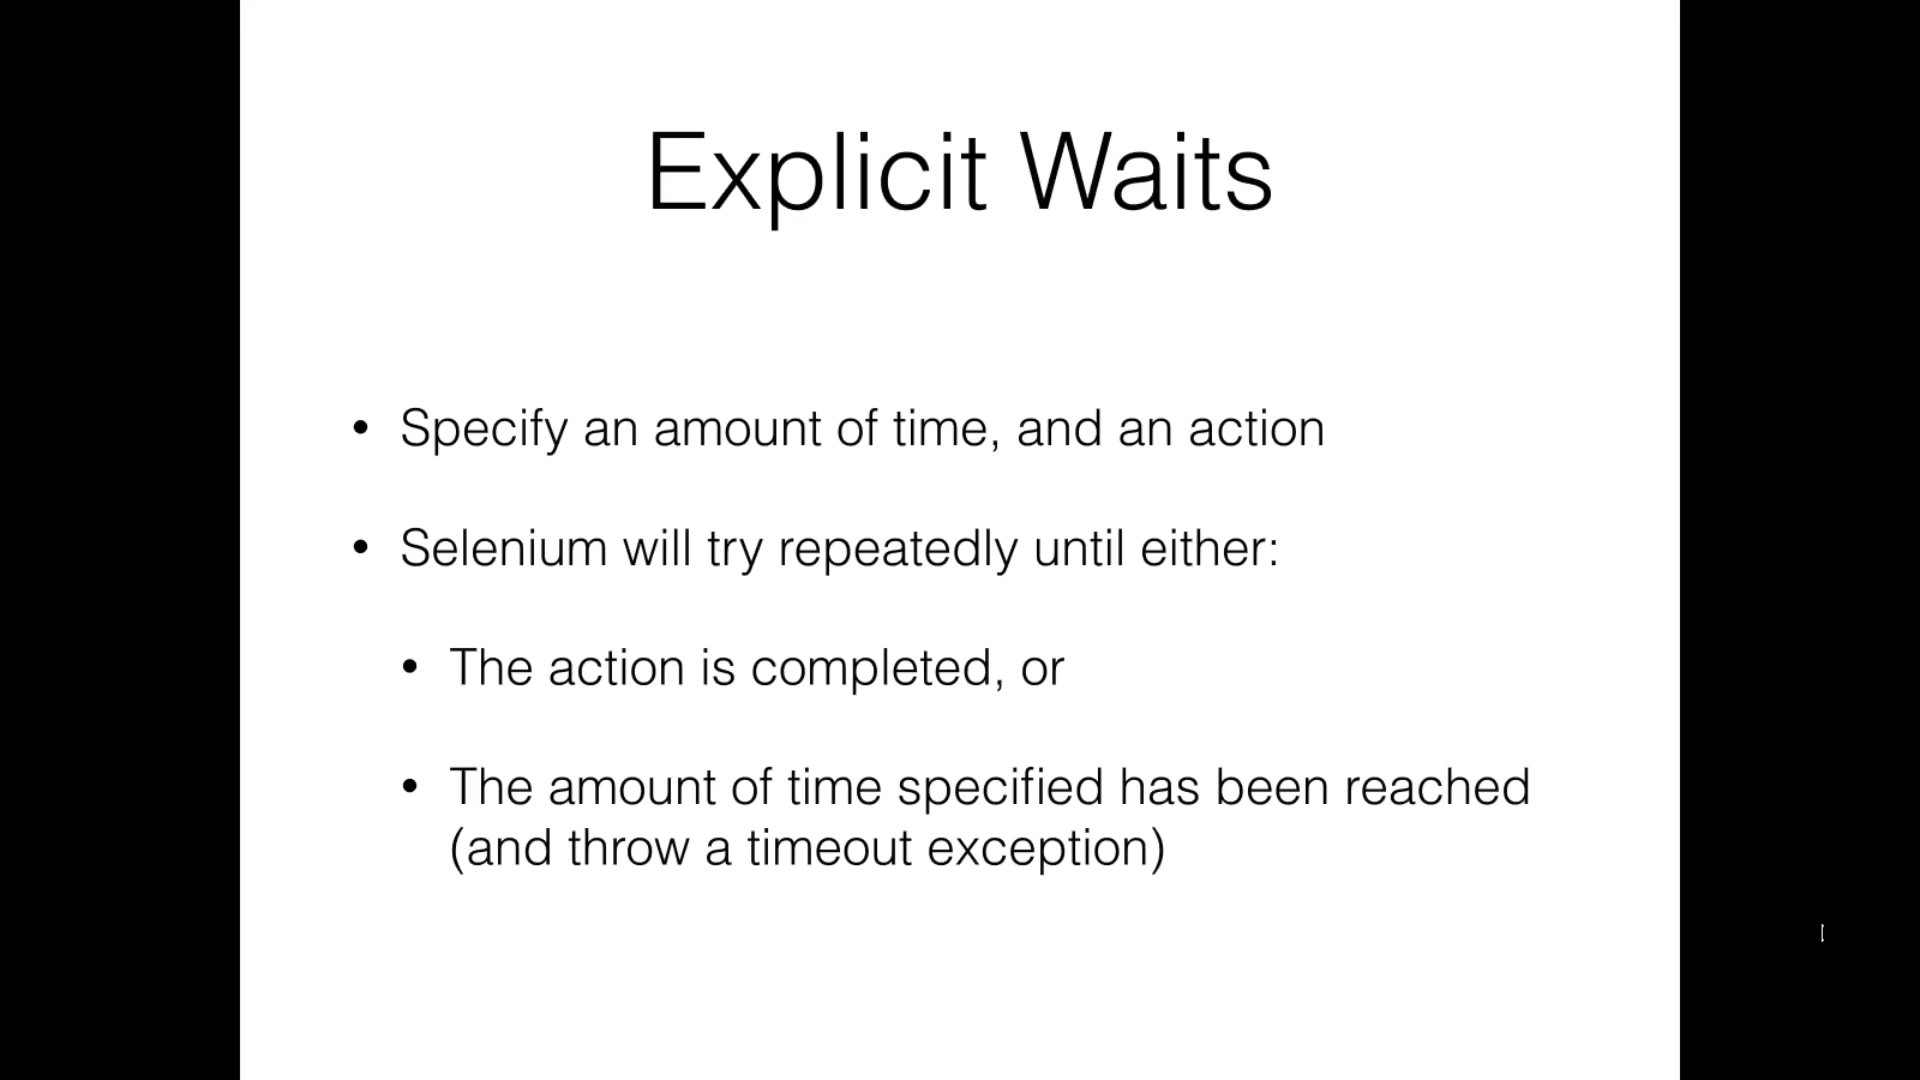 Explicit Waits
• Specify an amount of time, and an action
• Selenium will try repeatedly until either:
• The action is completed, or
• The amount of time specified has been reached
(and throw a timeout exception)